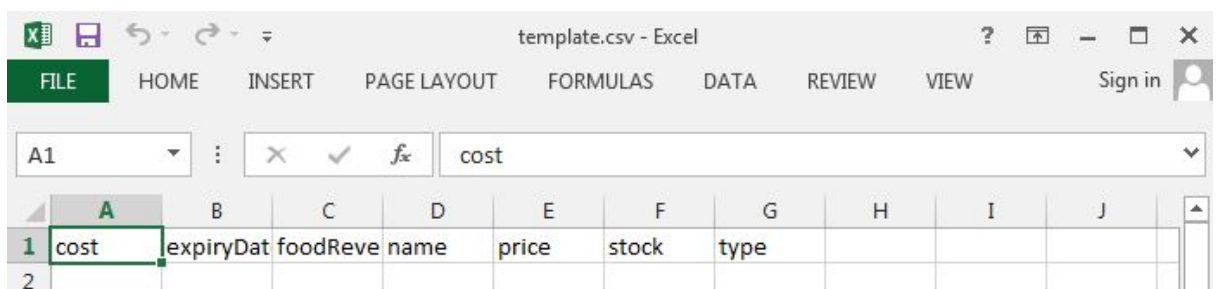 template.csv - Excel
?
FILE HOME INSERT PAGE LAYOUT FORMULAS DATA REVIEW VIEW Sign in
A1 fx cost
A B C D E F G H I J
1 cost expiryDat foodReve name price stock type
2